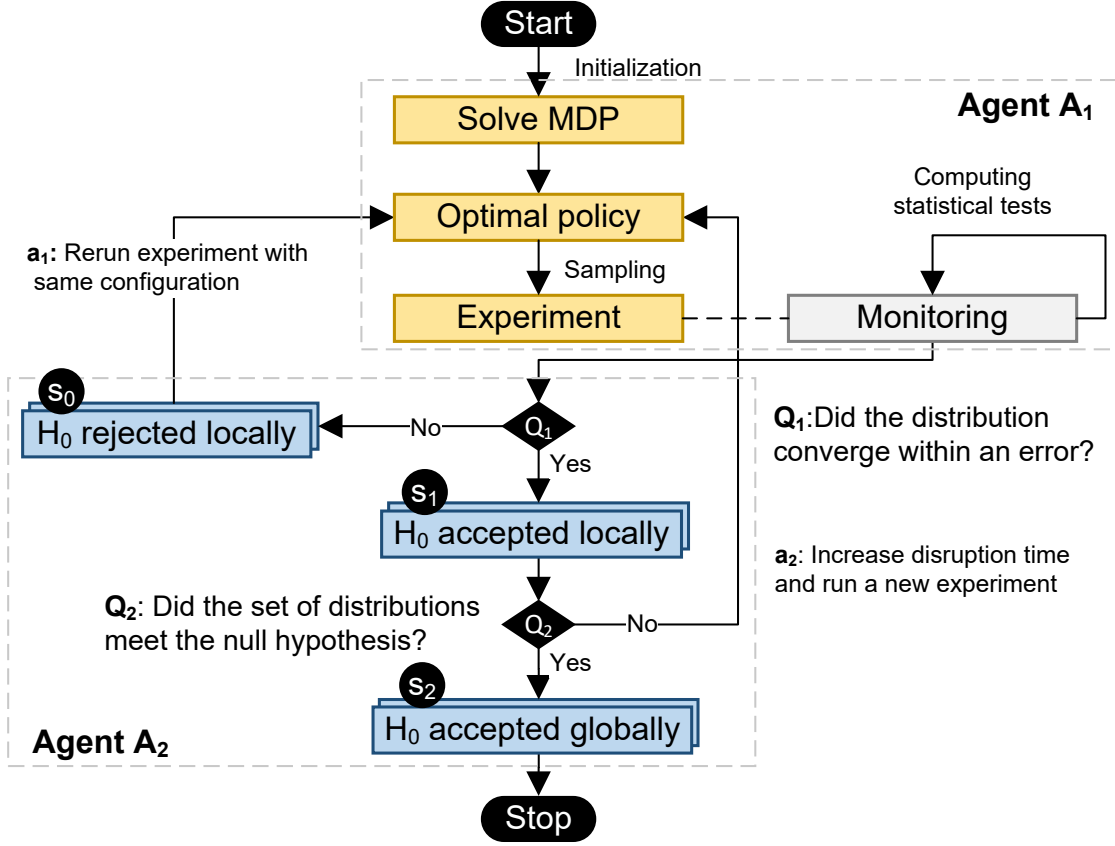 Start
Initialization
Agent A₁
Solve MDP
Computing
statistical tests
Optimal policy
a₁: Rerun experiment with
same configuration
Sampling
Experiment
Monitoring
s₀
H₀ rejected locally
No
Q₁
Q₁:Did the distribution
converge within an error?
Yes
s₁
H₀ accepted locally
a₂: Increase disruption time
and run a new experiment
Q₂: Did the set of distributions
meet the null hypothesis?
Q₂
No
Yes
s₂
H₀ accepted globally
Agent A₂
Stop